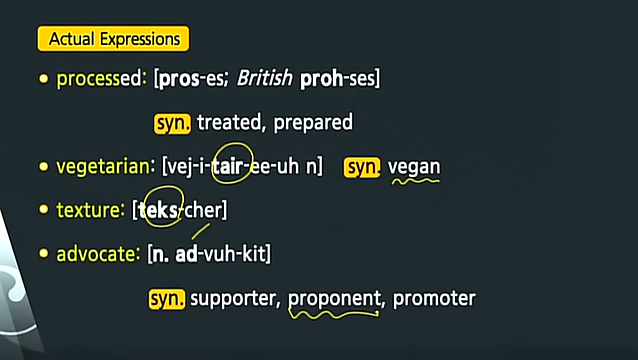 Actual Expressions
• processed: [pros-es; British proh-ses]
syn. treated, prepared
• vegetarian: [vej-i-tair-ee-uh n] syn. vegan
• texture: [teks-cher]
• advocate: [n. ad-vuh-kit]
syn. supporter, proponent, promoter